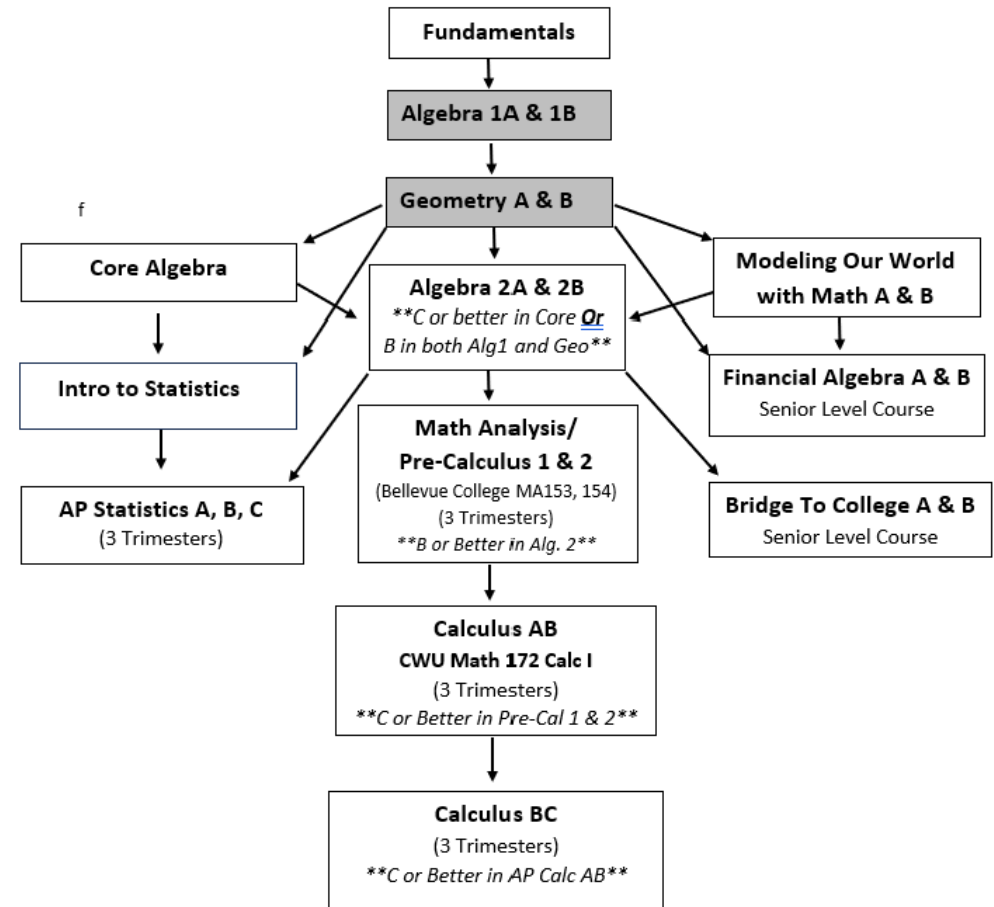 Fundamentals
Algebra 1A & 1B
Geometry A & B
f
Core Algebra
Algebra 2A & 2B
**C or better in Core Or
B in both Alg1 and Geo**
Modeling Our World
with Math A & B
Intro to Statistics
Financial Algebra A & B
Senior Level Course
Math Analysis/
Pre-Calculus 1 & 2
(Bellevue College MA153, 154)
(3 Trimesters)
**B or Better in Alg. 2**
AP Statistics A, B, C
(3 Trimesters)
Bridge To College A & B
Senior Level Course
Calculus AB
CWU Math 172 Calc I
(3 Trimesters)
**C or Better in Pre-Cal 1 & 2**
Calculus BC
(3 Trimesters)
**C or Better in AP Calc AB**